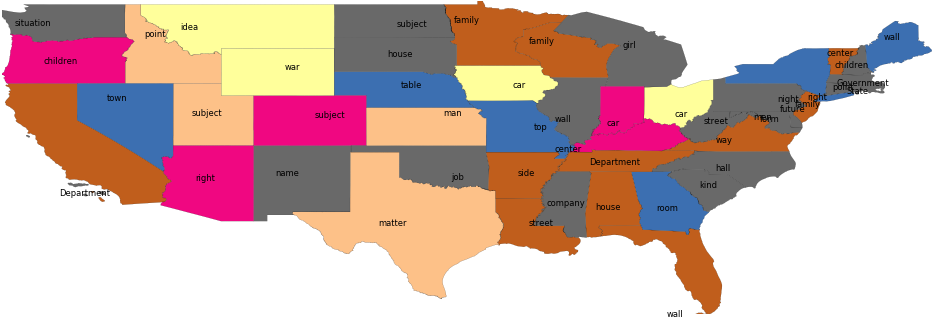 situation
point
idea
subject
family
family
girl
wall
children
house
center
children
war
table
car
car
Government
point
State
town
subject
subject
man
wall
car
top
street
night
right
family
future
men
form
way
center
Department
hall
right
name
job
side
kind
Department
company
house
room
matter
street
wall